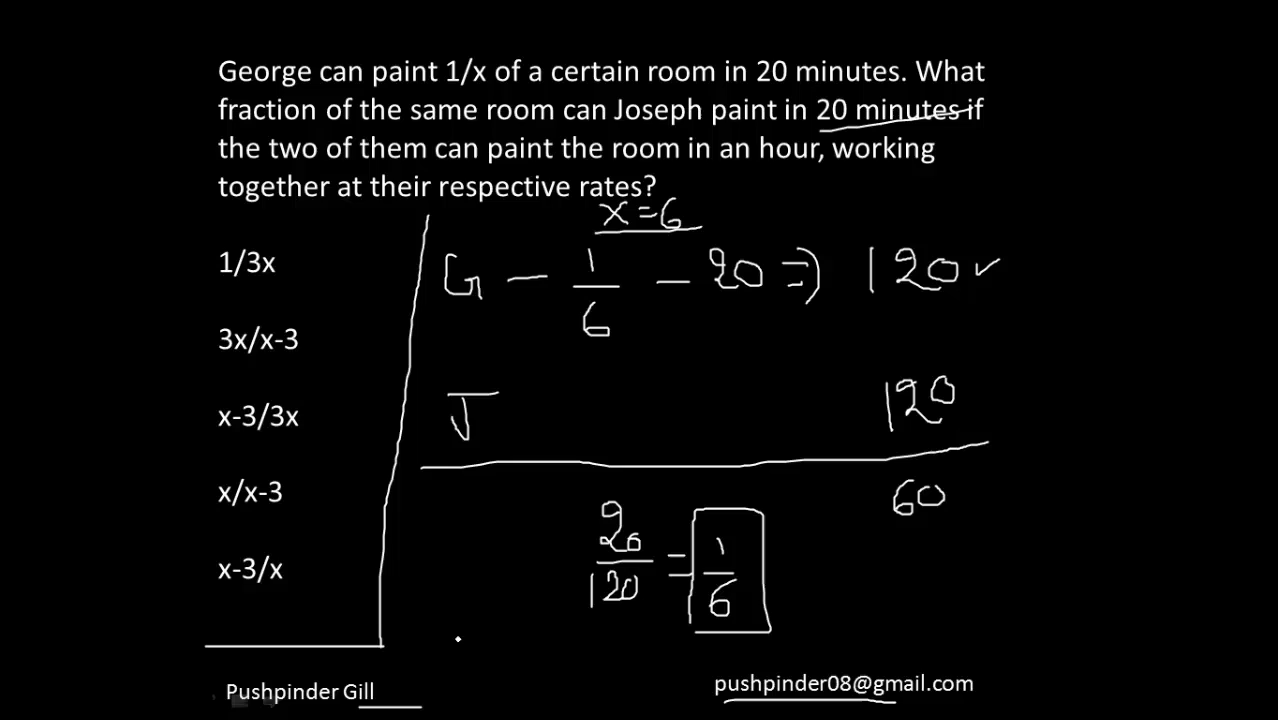 George can paint 1/x of a certain room in 20 minutes. What
fraction of the same room can Joseph paint in 20 minutes if
the two of them can paint the room in an hour, working
together at their respective rates?
x=6
1/3x
G - 1/6 - 20 ⇒ 120 ✓
3x/x-3
x-3/3x
J 120
x/x-3
60
20/120 = 1/6
x-3/x
Pushpinder Gill
pushpinder08@gmail.com